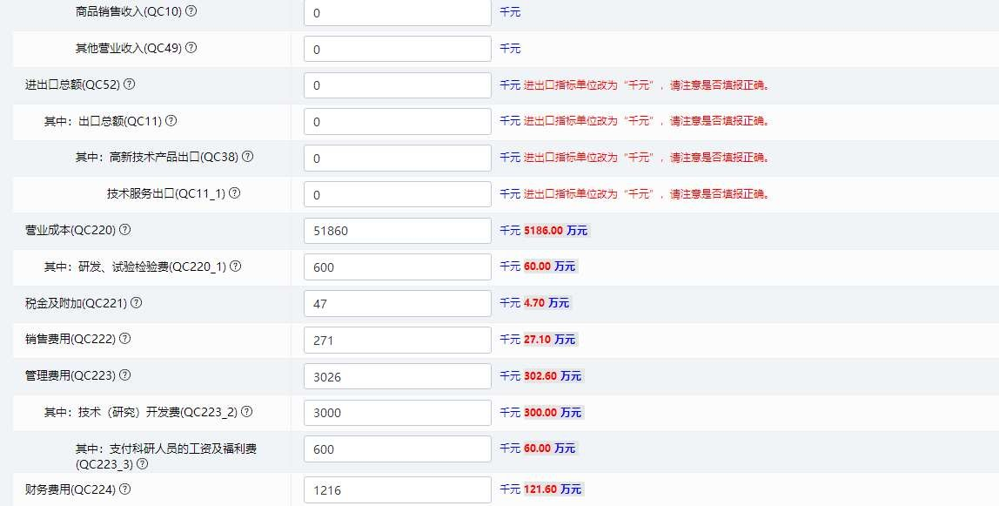 商品销售收入(QC10) ? 0 千元
其他营业收入(QC49) ? 0 千元
进出口总额(QC52) ? 0 千元 进出口指标单位改为“千元”，请注意是否填报正确。
其中：出口总额(QC11) ? 0 千元 进出口指标单位改为“千元”，请注意是否填报正确。
其中：高新技术产品出口(QC38) ? 0 千元 进出口指标单位改为“千元”，请注意是否填报正确。
技术服务出口(QC11_1) ? 0 千元 进出口指标单位改为“千元”，请注意是否填报正确。
营业成本(QC220) ? 51860 千元 5186.00 万元
其中：研发、试验检验费(QC220_1) ? 600 千元 60.00 万元
税金及附加(QC221) ? 47 千元 4.70 万元
销售费用(QC222) ? 271 千元 27.10 万元
管理费用(QC223) ? 3026 千元 302.60 万元
其中：技术（研究）开发费(QC223_2) ? 3000 千元 300.00 万元
其中：支付科研人员的工资及福利费 600 千元 60.00 万元
(QC223_3) ?
财务费用(QC224) ? 1216 千元 121.60 万元